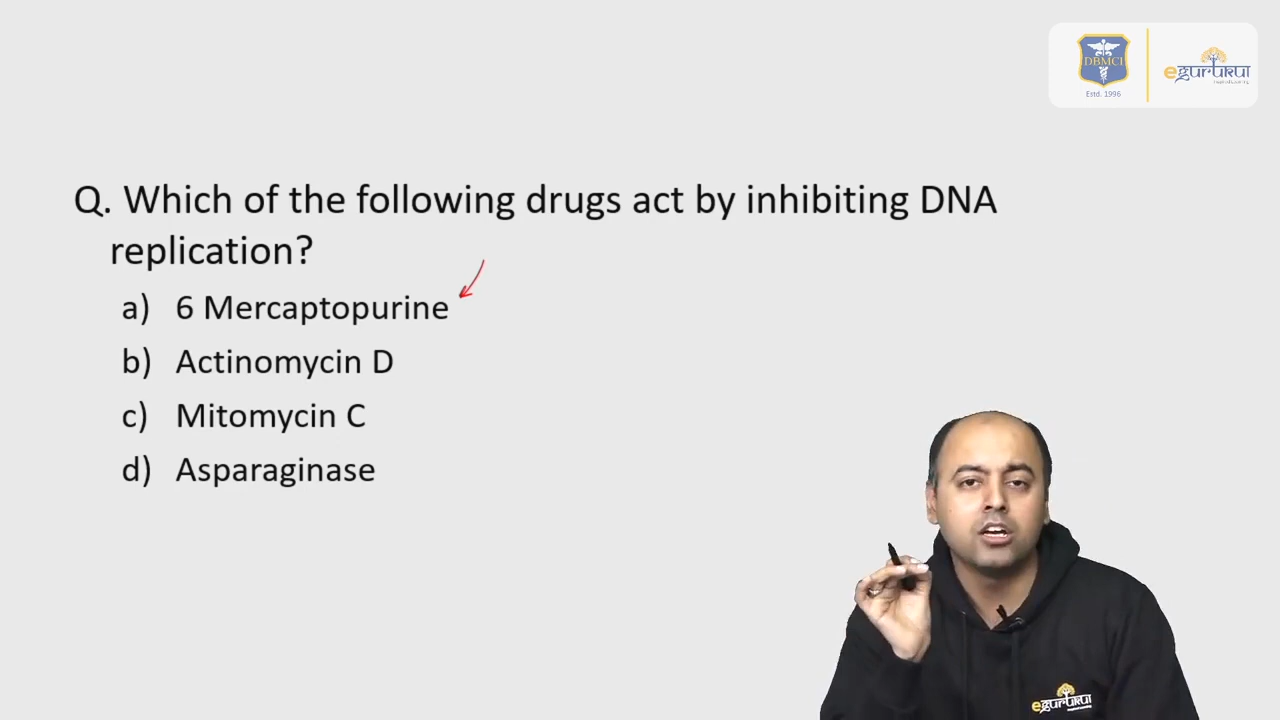 DBMCI
Estd. 1996
egurukul
Q. Which of the following drugs act by inhibiting DNA
replication?
a) 6 Mercaptopurine
b) Actinomycin D
c) Mitomycin C
d) Asparaginase
egurukul